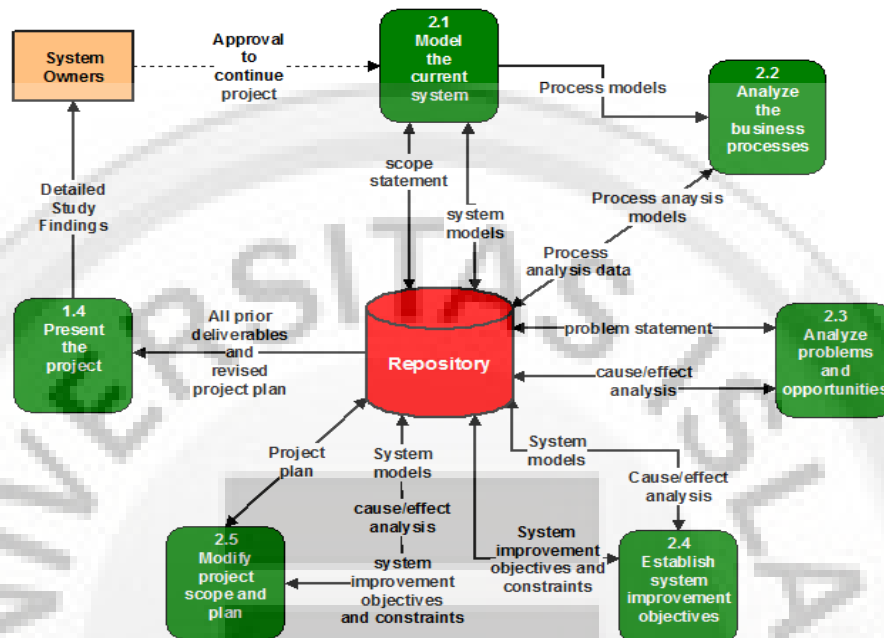 System
Owners
Approval
to
continue
project
2.1
Model
the
current
system
Process models
2.2
Analyze
the
business
processes
Detailed
Study
Findings
scope
statement
system
models
Process anaysis
models
Process
analysis data
1.4
Present
the
project
All prior
deliverables
and
revised
project plan
Repository
problem statement
cause/effect
analysis
2.3
Analyze
problems
and
opportunities
Project
plan
System
models
cause/effect
analysis
system
improvement
objectives
and constraints
System
models
Cause/effect
analysis
System
improvement
objectives and
constraints
2.5
Modify
project
scope and
plan
2.4
Establish
system
improvement
objectives
VERSITAS ISLA